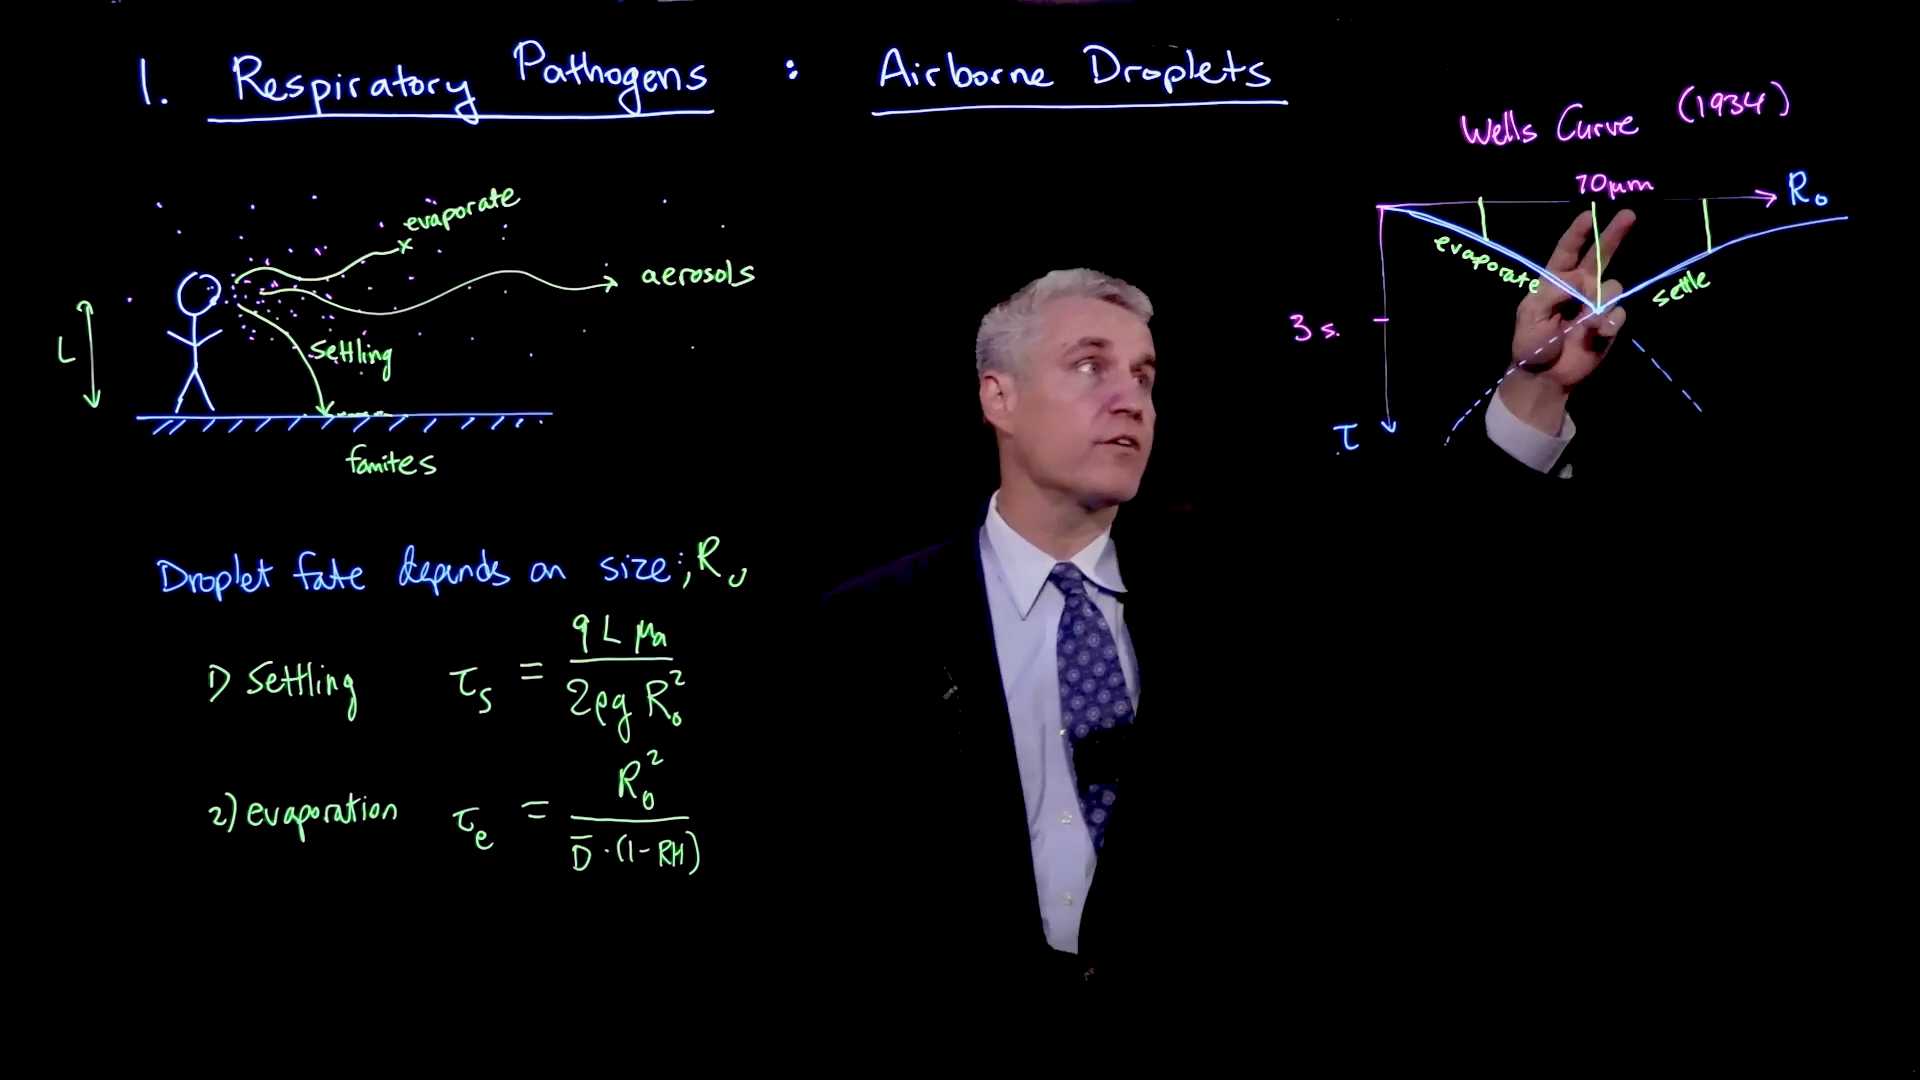 1. Respiratory Pathogens : Airborne Droplets
Wells Curve (1934)
70μm
R₀
evaporate
settle
3 s.
τ
evaporate
aerosols
L
settling
famites
Droplet fate depends on size:, R₀
1) Settling τₛ = 9 L μₐ / 2ρg R₀²
2) evaporation τₑ = R₀² / D̄ · (1 - RH)